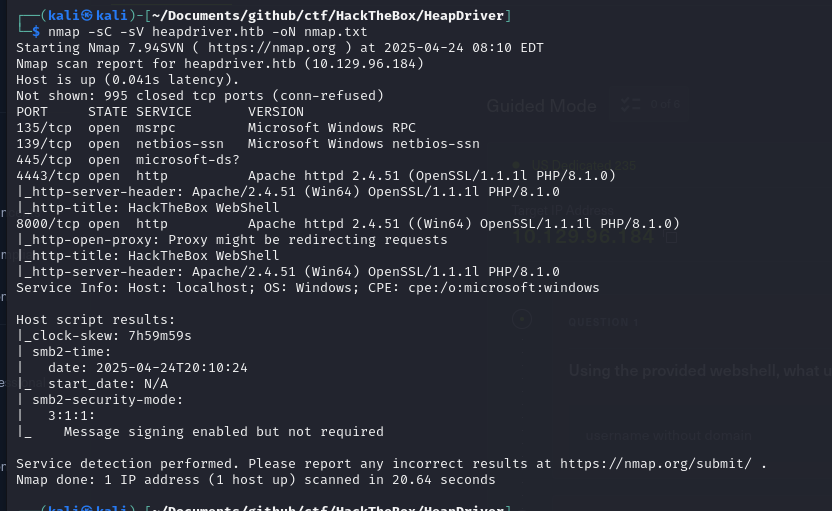 ┌──(kali㉿kali)-[~/Documents/github/ctf/HackTheBox/HeapDriver]
└─$ nmap -sC -sV heapdriver.htb -oN nmap.txt
Starting Nmap 7.94SVN ( https://nmap.org ) at 2025-04-24 08:10 EDT
Nmap scan report for heapdriver.htb (10.129.96.184)
Host is up (0.041s latency).
Not shown: 995 closed tcp ports (conn-refused)
Guided Mode
PORT     STATE SERVICE       VERSION
135/tcp  open  msrpc         Microsoft Windows RPC
139/tcp  open  netbios-ssn   Microsoft Windows netbios-ssn
445/tcp  open  microsoft-ds?
4443/tcp open  http          Apache httpd 2.4.51 (OpenSSL/1.1.1l PHP/8.1.0)
|_http-server-header: Apache/2.4.51 (Win64) OpenSSL/1.1.1l PHP/8.1.0
|_http-title: HackTheBox WebShell
Target IP Address
8000/tcp open  http          Apache httpd 2.4.51 ((Win64) OpenSSL/1.1.1l PHP/8.1.0)
|_http-open-proxy: Proxy might be redirecting requests
10.129.96.184
|_http-title: HackTheBox WebShell
|_http-server-header: Apache/2.4.51 (Win64) OpenSSL/1.1.1l PHP/8.1.0
Service Info: Host: localhost; OS: Windows; CPE: cpe:/o:microsoft:windows
Host script results:
QUESTION 1
|_clock-skew: 7h59m59s
| smb2-time:
|   date: 2025-04-24T20:10:24
Using the provided webshell, what u
|_  start_date: N/A
| smb2-security-mode:
|   3:1:1:
|_    Message signing enabled but not required
username without domain
Service detection performed. Please report any incorrect results at https://nmap.org/submit/ .
Nmap done: 1 IP address (1 host up) scanned in 20.64 seconds
┌──(kali㉿kali)-[~/Documents/github/ctf/HackTheBox/HeapDriver]